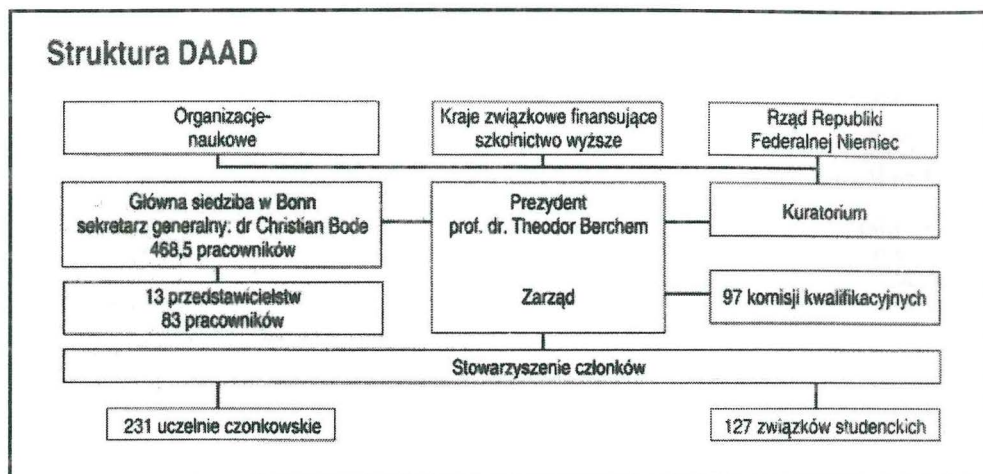 Struktura DAAD
Organizacje-
naukowe
Kraje związkowe finansujące
szkolnictwo wyższe
Rząd Republiki
Federalnej Niemiec
Główna siedziba w Bonn
sekretarz generalny: dr Christian Bode
468,5 pracowników
Prezydent
prof. dr. Theodor Berchem
Kuratorium
13 przedstawicielstw
83 pracowników
Zarząd
97 komisji kwalifikacyjnych
Stowarzyszenie członków
231 uczelnie czonkowskie
127 związków studenckich